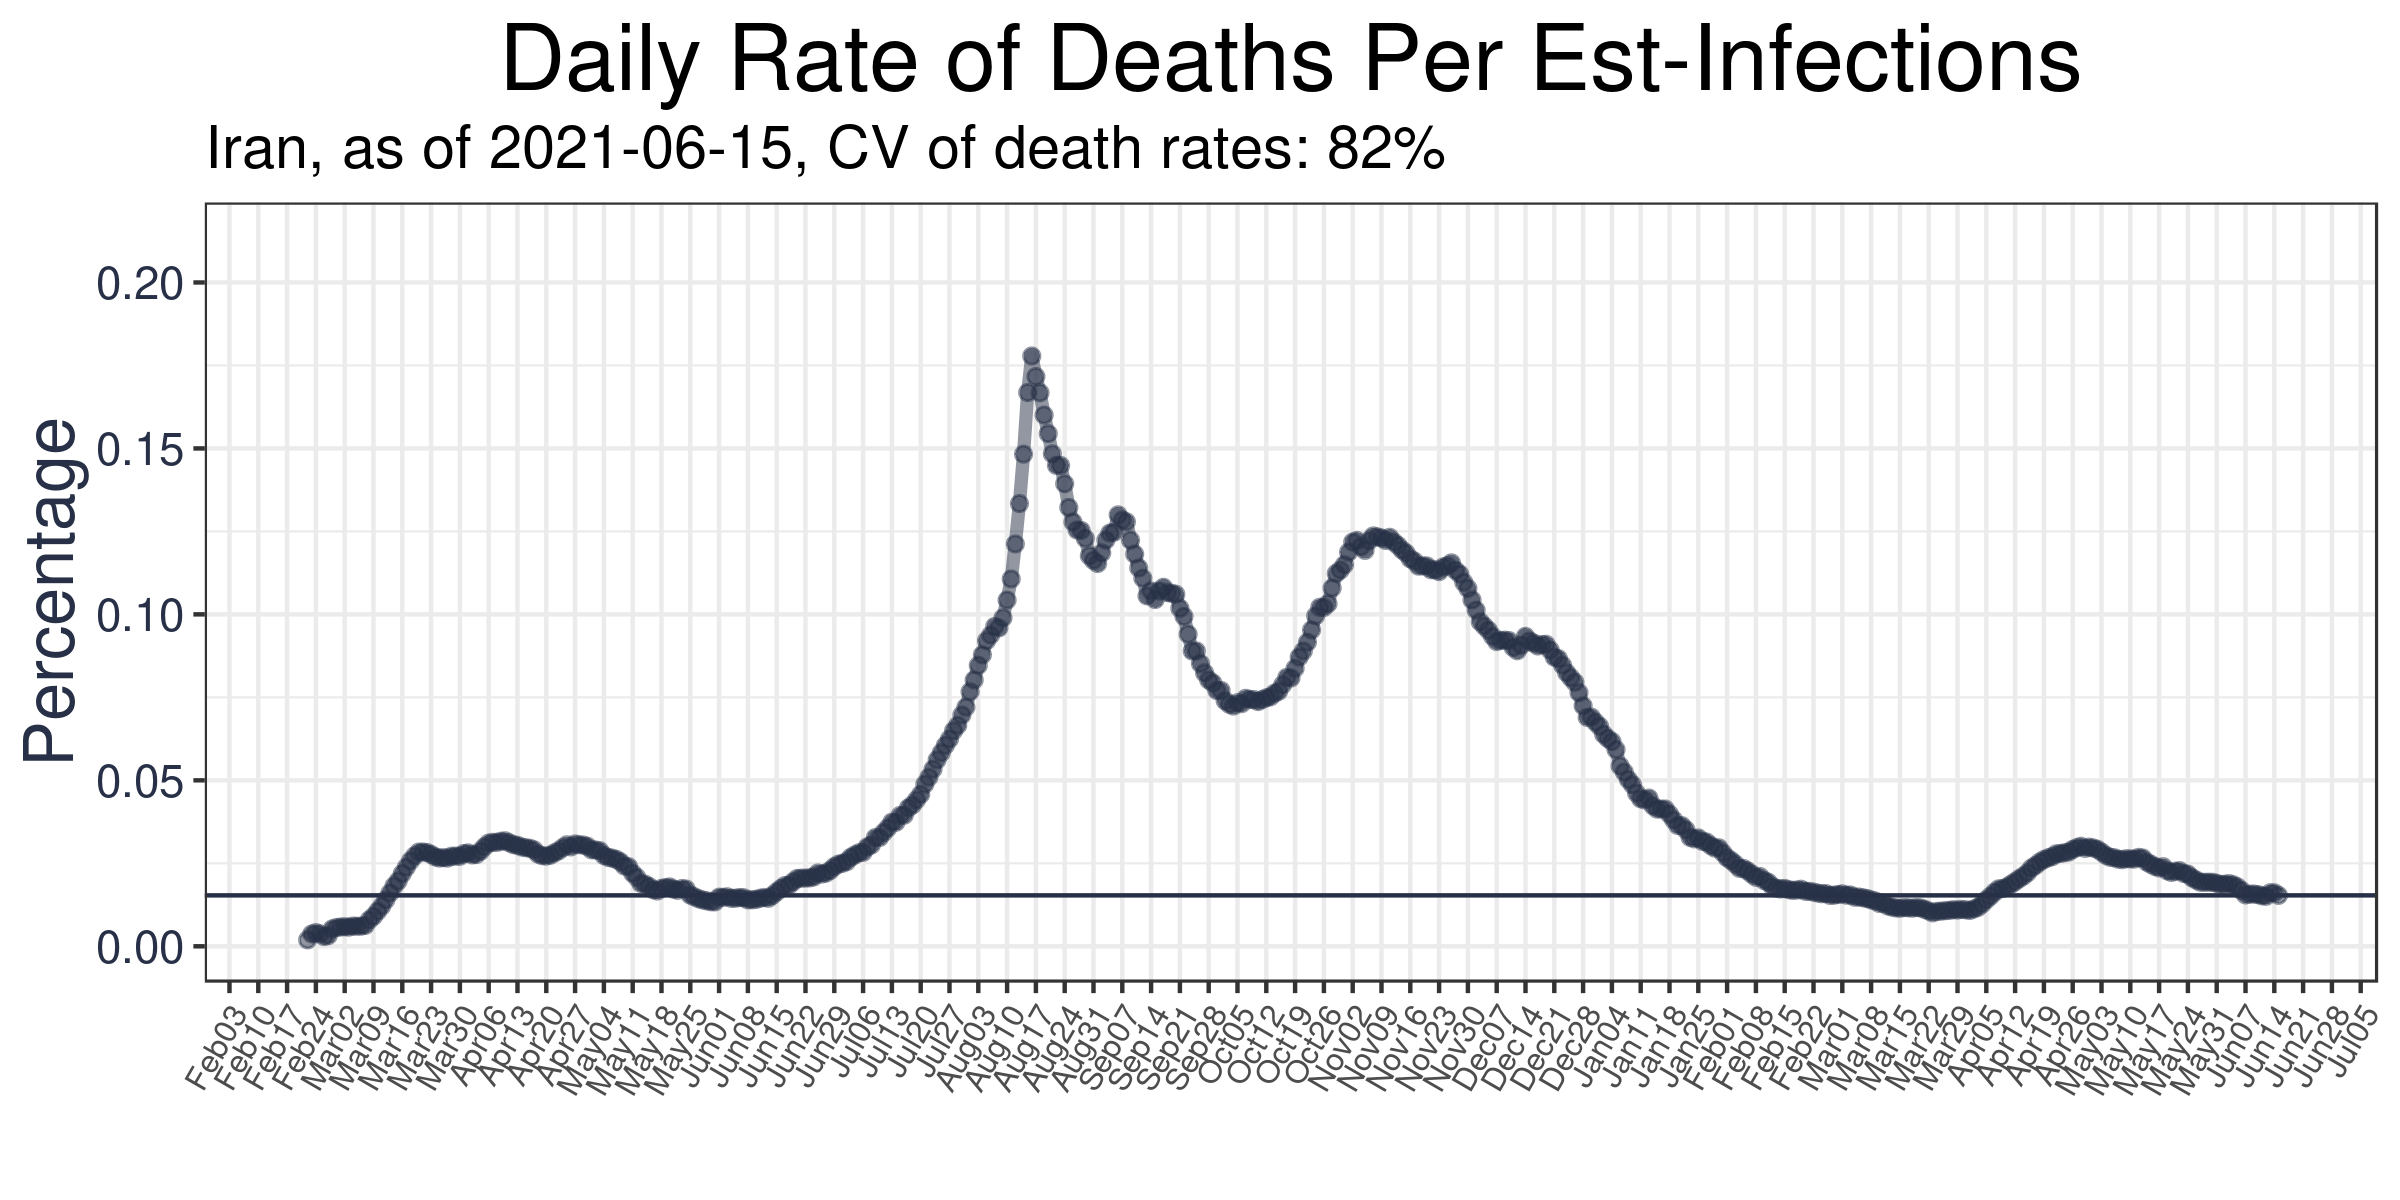 Daily Rate of Deaths Per Est-Infections
Iran, as of 2021-06-15, CV of death rates: 82%
Percentage
0.20
0.15
0.10
0.05
0.00
Feb03
Feb10
Feb17
Feb24
Mar02
Mar09
Mar16
Mar23
Mar30
Apr06
Apr13
Apr20
Apr27
May04
May11
May18
May25
Jun01
Jun08
Jun15
Jun22
Jun29
Jul06
Jul13
Jul20
Jul27
Aug03
Aug10
Aug17
Aug24
Aug31
Sep07
Sep14
Sep21
Sep28
Oct05
Oct12
Oct19
Oct26
Nov02
Nov09
Nov16
Nov23
Nov30
Dec07
Dec14
Dec21
Dec28
Jan04
Jan11
Jan18
Jan25
Feb01
Feb08
Feb15
Feb22
Mar01
Mar08
Mar15
Mar22
Mar29
Apr05
Apr12
Apr19
Apr26
May03
May10
May17
May24
May31
Jun07
Jun14
Jun21
Jun28
Jul05